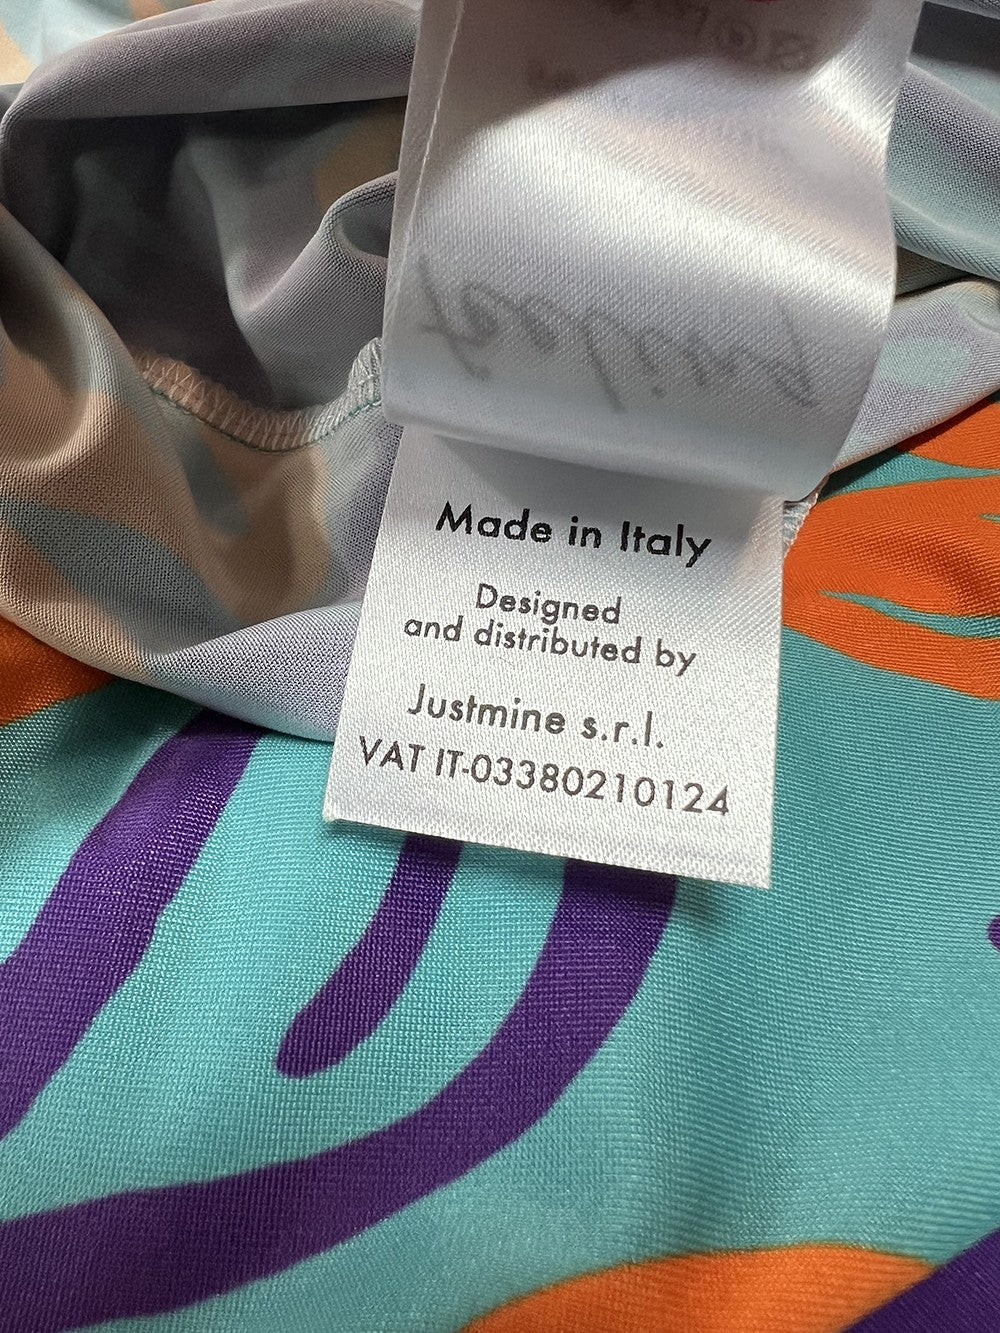 Made in Italy
Designed
and distributed by
Justmine s.r.l.
VAT IT-03380210124